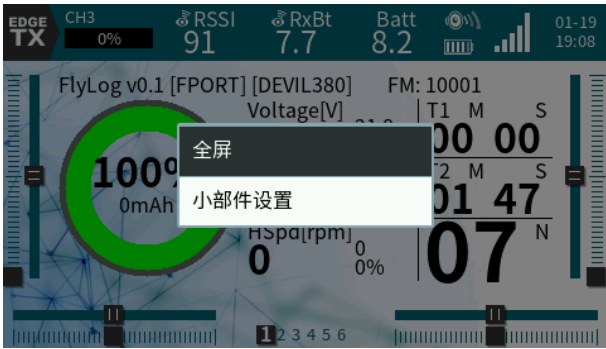 EDGE TX CH3 0% RSSI 91 RxBt 7.7 Batt 8.2 01-19 19:08
FlyLog v0.1 [FPORT] [DEVIL380] FM: 10001
Voltage[V]
T1 M S
00 00
全屏
100%
0mAh
小部件设置
T2 M S
01 47
HSpd[rpm]
0 0
0%
07 N
1 2 3 4 5 6